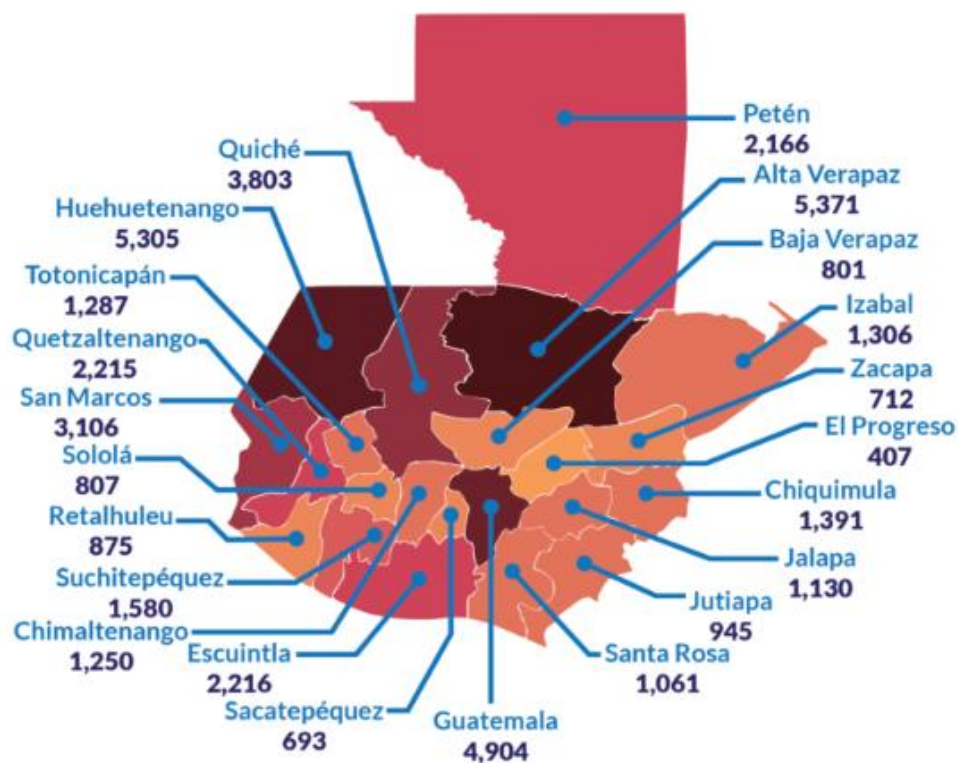 Petén
2,166
Quiché
3,803
Alta Verapaz
5,371
Huehuetenango
5,305
Baja Verapaz
801
Totonicapán
1,287
Izabal
1,306
Quetzaltenango
2,215
Zacapa
712
San Marcos
3,106
El Progreso
407
Sololá
807
Chiquimula
1,391
Retalhuleu
875
Jalapa
1,130
Suchitepéquez
1,580
Jutiapa
945
Chimaltenango
1,250
Escuintla
2,216
Santa Rosa
1,061
Sacatepéquez
693
Guatemala
4,904